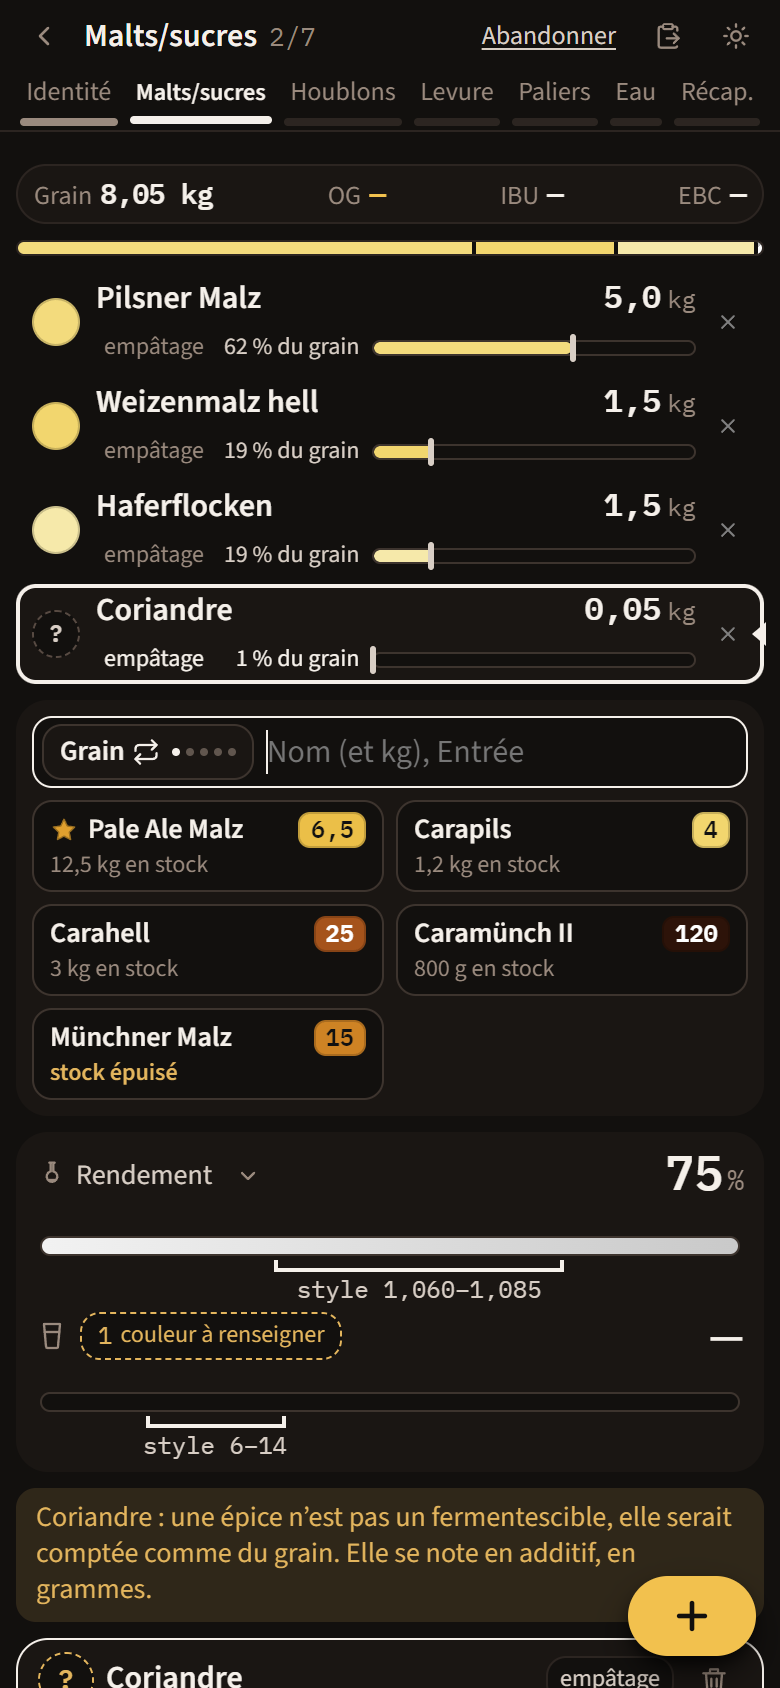 Malts/sucres 2/7 Abandonner
Identité Malts/sucres Houblons Levure Paliers Eau Récap.
Grain 8,05 kg OG – IBU – EBC –
Pilsner Malz 5,0 kg
empâtage 62 % du grain
Weizenmalz hell 1,5 kg
empâtage 19 % du grain
Haferflocken 1,5 kg
empâtage 19 % du grain
? Coriandre 0,05 kg
empâtage 1 % du grain
Grain Nom (et kg), Entrée
Pale Ale Malz 6,5
12,5 kg en stock
Carapils 4
1,2 kg en stock
Carahell 25
3 kg en stock
Caramünch II 120
800 g en stock
Münchner Malz 15
stock épuisé
Rendement 75 %
style 1,060–1,085
1 couleur à renseigner –
style 6–14
Coriandre : une épice n’est pas un fermentescible, elle serait
comptée comme du grain. Elle se note en additif, en
grammes.
+
? Coriandre empâtage